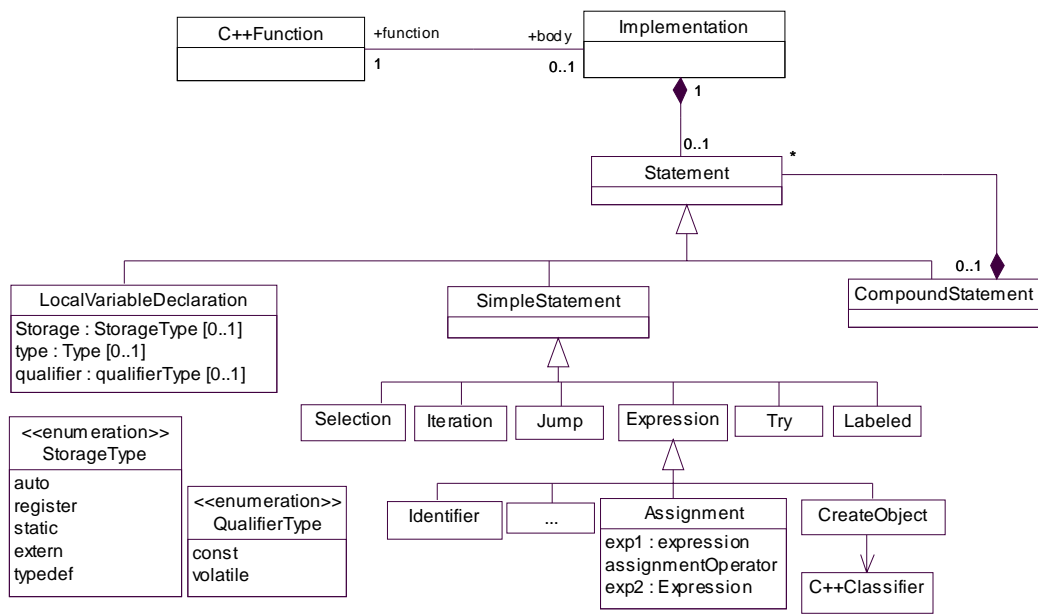 C++Function
+function
+body
Implementation
1
0..1
1
0..1
*
Statement
0..1
LocalVariableDeclaration
Storage : StorageType [0..1]
type : Type [0..1]
qualifier : qualifierType [0..1]
SimpleStatement
CompoundStatement
Selection
Iteration
Jump
Expression
Try
Labeled
<<enumeration>>
StorageType
auto
register
static
extern
typedef
<<enumeration>>
QualifierType
const
volatile
Identifier
...
Assignment
exp1 : expression
assignmentOperator
exp2 : Expression
CreateObject
C++Classifier